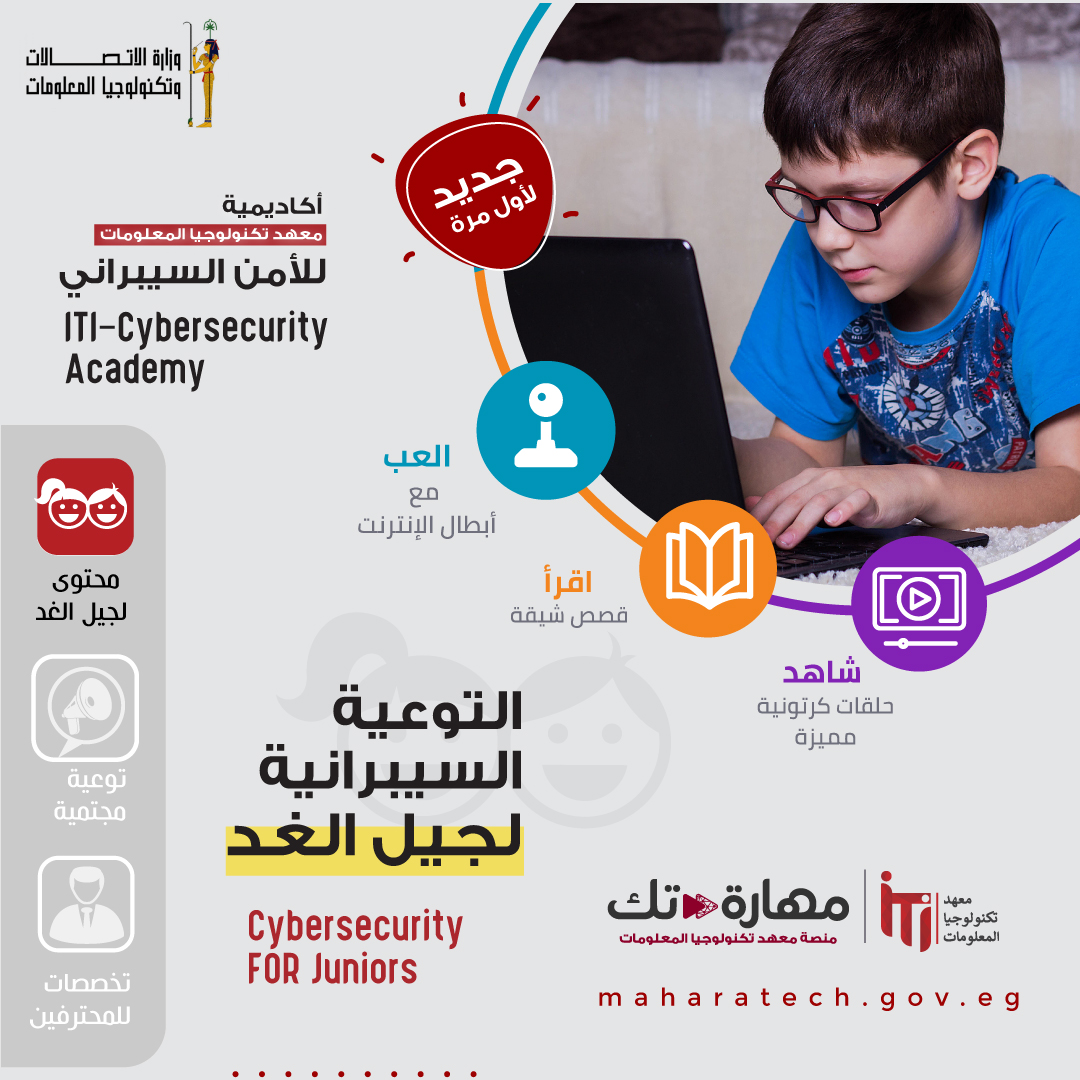 وزارة الاتصـــــالات
وتكنولوجيا المعلومات
جديد
لأول مرة
أكاديمية
معهد تكنولوجيا المعلومات
للأمن السيبراني
ITI-Cybersecurity
Academy
العب
مع
أبطال الإنترنت
اقرأ
قصص شيقة
شاهد
حلقات كرتونية
مميزة
محتوى
لجيل الغد
توعية
مجتمية
تخصصات
للمحترفين
التوعية
السيبرانية
لجيل الغد
Cybersecurity
FOR Juniors
مهارة تك
منصة معهد تكنولوجيا المعلومات
iTi
معهد
تكنولوجيا
المعلومات
maharatech.gov.eg